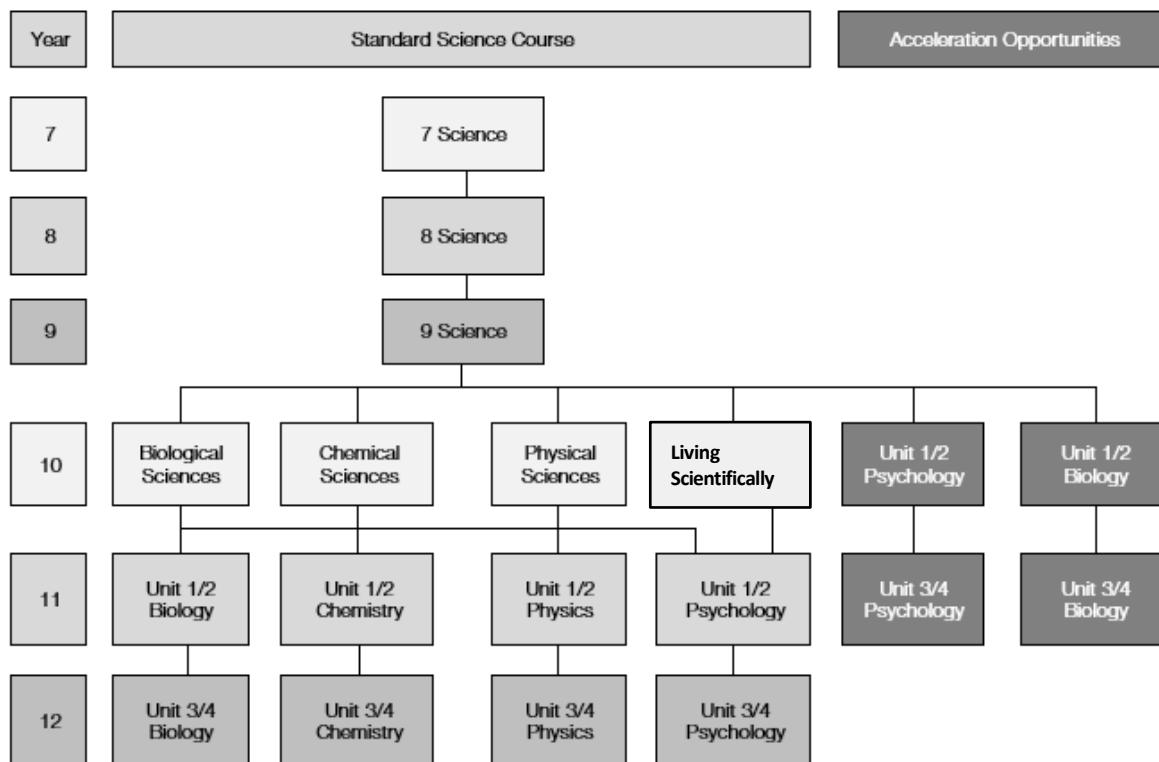 Year
Standard Science Course
Acceleration Opportunities
7
7 Science
8
8 Science
9
9 Science
10
Biological
Sciences
Chemical
Sciences
Physical
Sciences
Living
Scientifically
Unit 1/2
Psychology
Unit 1/2
Biology
11
Unit 1/2
Biology
Unit 1/2
Chemistry
Unit 1/2
Physics
Unit 1/2
Psychology
Unit 3/4
Psychology
Unit 3/4
Biology
12
Unit 3/4
Biology
Unit 3/4
Chemistry
Unit 3/4
Physics
Unit 3/4
Psychology